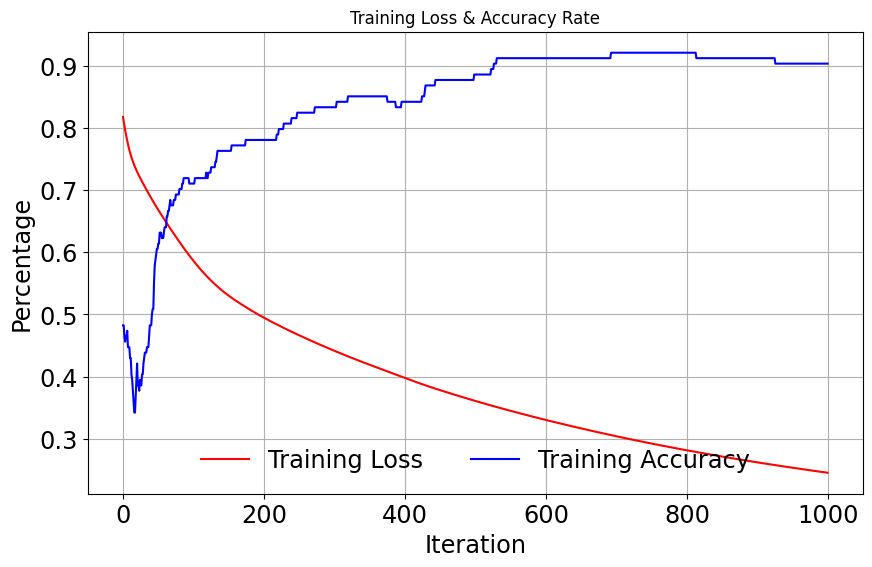 Training Loss & Accuracy Rate
Percentage
0.9
0.8
0.7
0.6
0.5
0.4
0.3
Training Loss
Training Accuracy
0 200 400 600 800 1000
Iteration